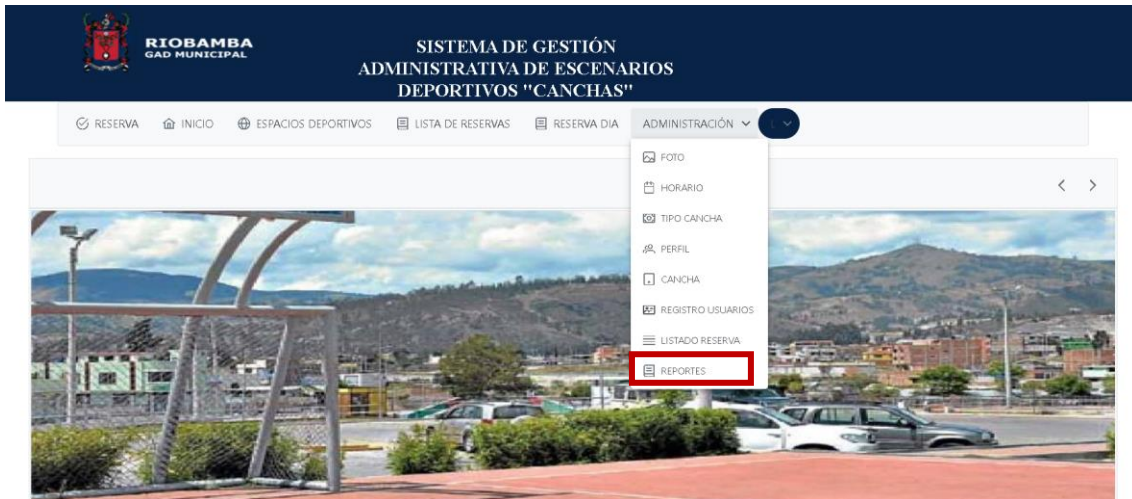 RIOBAMBA
GAD MUNICIPAL
SISTEMA DE GESTIÓN
ADMINISTRATIVA DE ESCENARIOS
DEPORTIVOS "CANCHAS"
RESERVA INICIO ESPACIOS DEPORTIVOS LISTA DE RESERVAS RESERVA DIA ADMINISTRACIÓN
FOTO
HORARIO
TIPO CANCHA
PERFIL
CANCHA
REGISTRO USUARIOS
LISTADO RESERVA
REPORTES